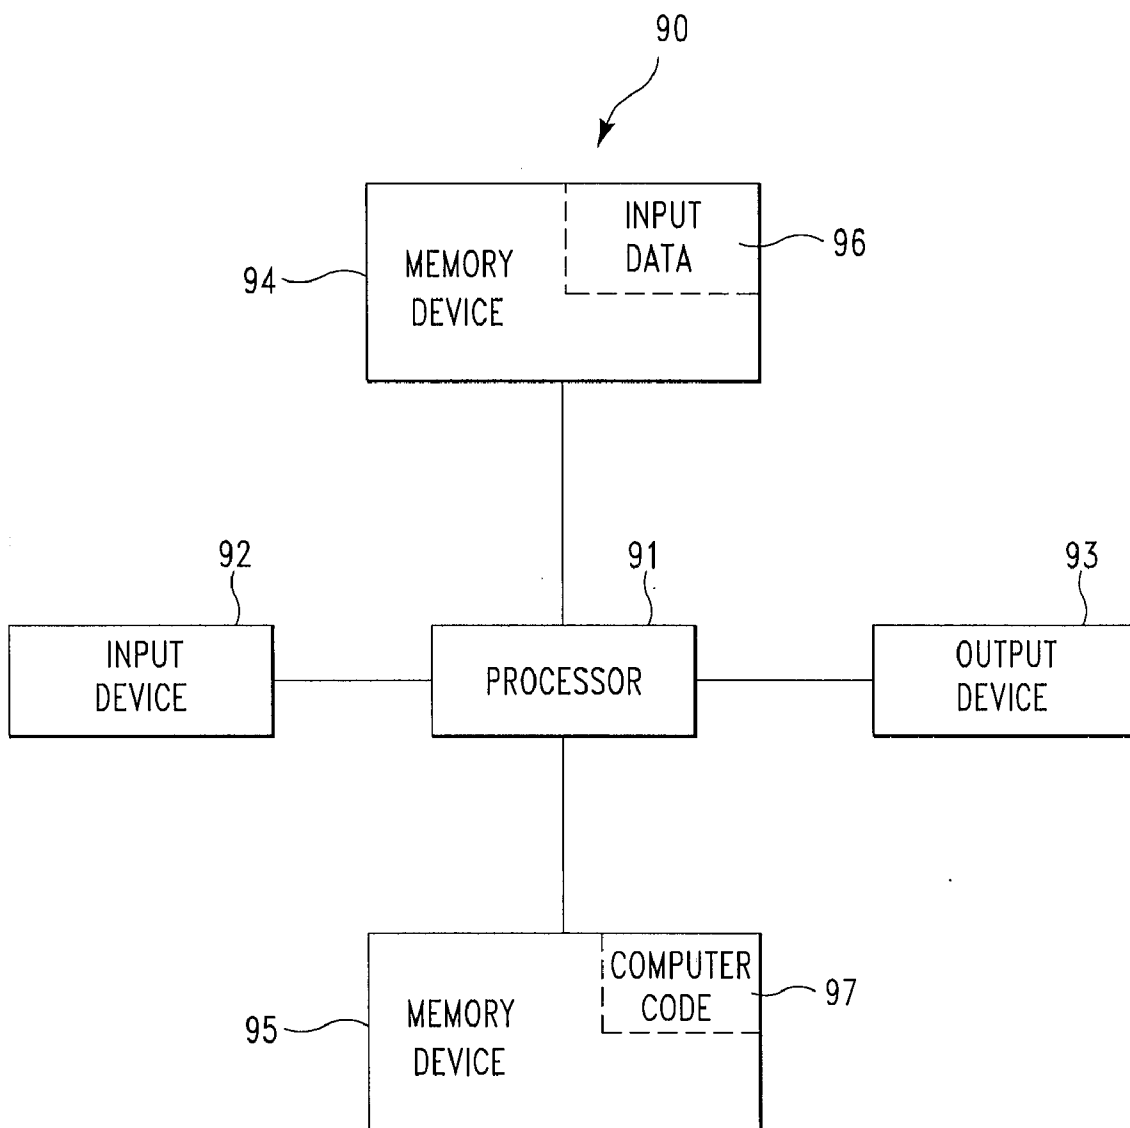 90
INPUT
DATA
96
MEMORY
DEVICE
94
92
91
93
INPUT
DEVICE
PROCESSOR
OUTPUT
DEVICE
COMPUTER
CODE
97
MEMORY
DEVICE
95